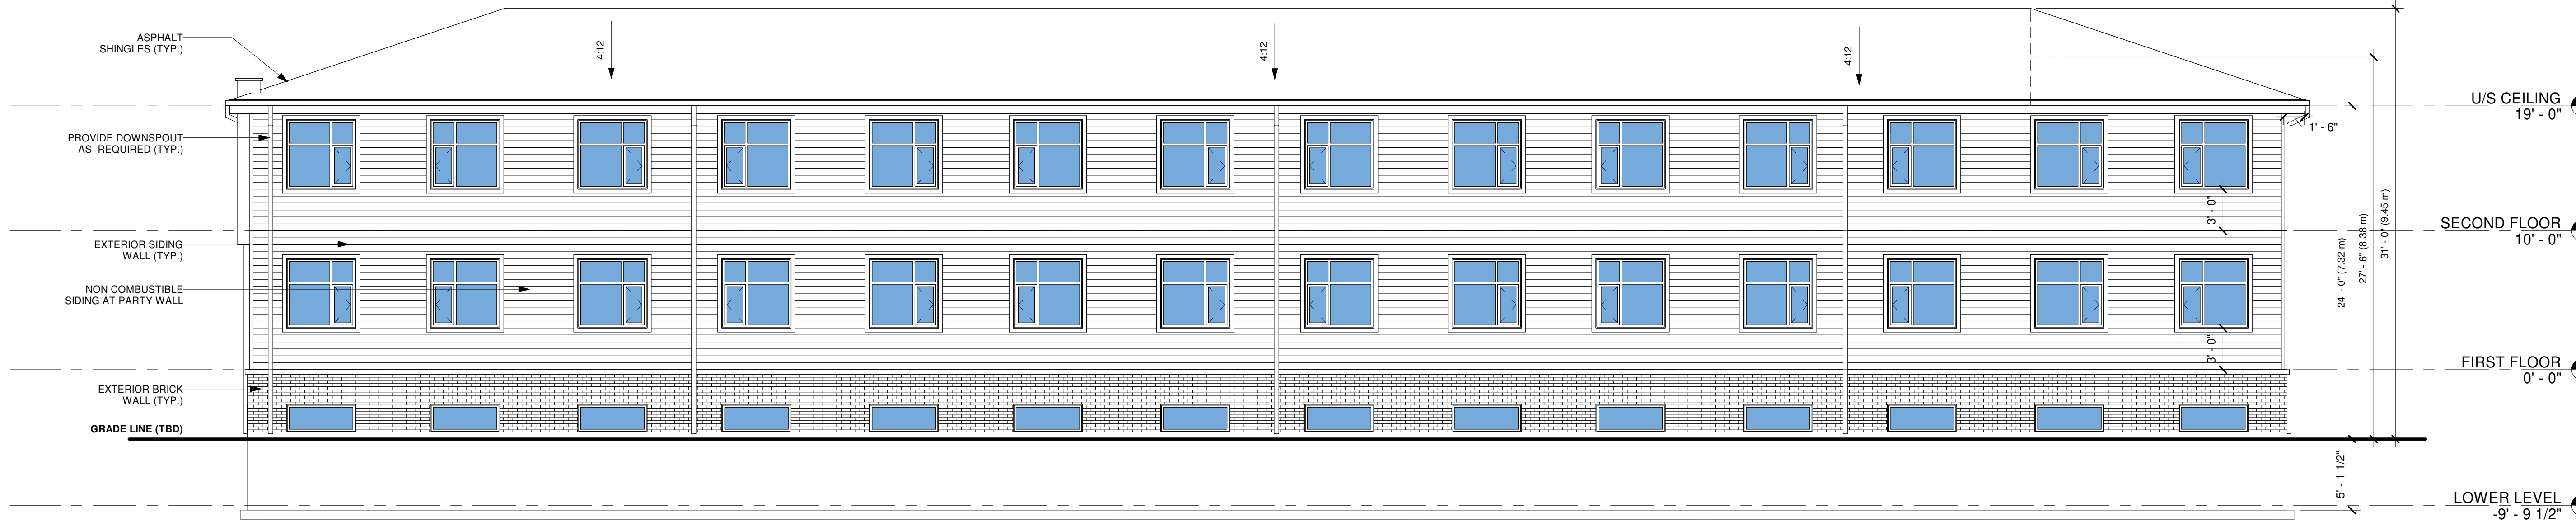 ASPHALT
SHINGLES (TYP.)
4:12
4:12
4:12
PROVIDE DOWNSPOUT
AS REQUIRED (TYP.)
EXTERIOR SIDING
WALL (TYP.)
NON COMBUSTIBLE
SIDING AT PARTY WALL
EXTERIOR BRICK
WALL (TYP.)
GRADE LINE (TBD)
1' - 6"
3' - 0"
3' - 0"
24' - 0" (7.32 m)
27' - 6" (8.38 m)
31' - 0" (9.45 m)
5' - 1 1/2"
U/S CEILING
19' - 0"
SECOND FLOOR
10' - 0"
FIRST FLOOR
0' - 0"
LOWER LEVEL
-9' - 9 1/2"